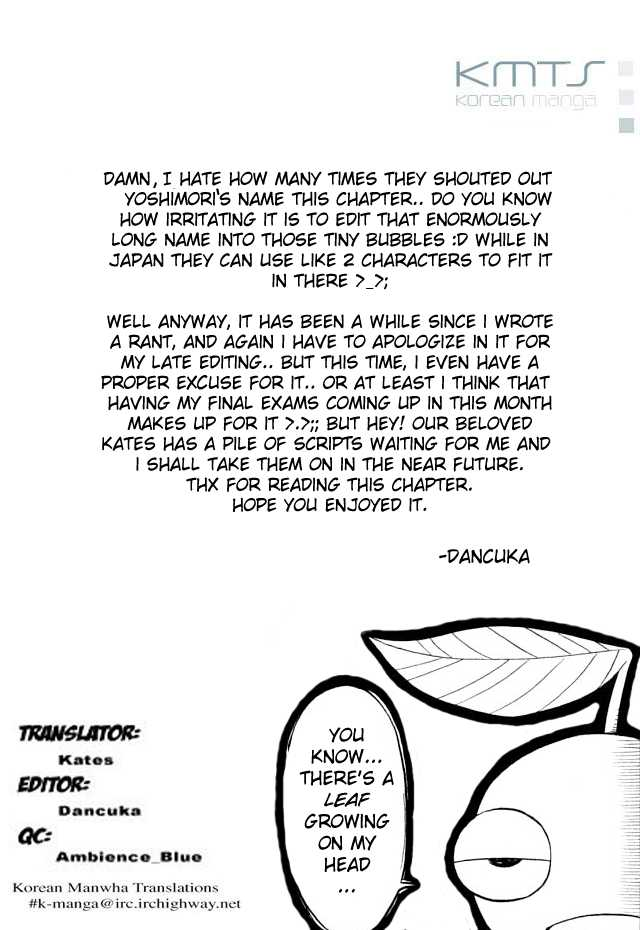 KMTS
Korean manga
DAMN, I HATE HOW MANY TIMES THEY SHOUTED OUT
YOSHIMORI'S NAME THIS CHAPTER.. DO YOU KNOW
HOW IRRITATING IT IS TO EDIT THAT ENORMOUSLY
LONG NAME INTO THOSE TINY BUBBLES :D WHILE IN
JAPAN THEY CAN USE LIKE 2 CHARACTERS TO FIT IT
IN THERE >_>;
WELL ANYWAY, IT HAS BEEN A WHILE SINCE I WROTE
A RANT, AND AGAIN I HAVE TO APOLOGIZE IN IT FOR
MY LATE EDITING.. BUT THIS TIME, I EVEN HAVE A
PROPER EXCUSE FOR IT.. OR AT LEAST I THINK THAT
HAVING MY FINAL EXAMS COMING UP IN THIS MONTH
MAKES UP FOR IT >.>;; BUT HEY! OUR BELOVED
KATES HAS A PILE OF SCRIPTS WAITING FOR ME AND
I SHALL TAKE THEM ON IN THE NEAR FUTURE.
THX FOR READING THIS CHAPTER.
HOPE YOU ENJOYED IT.
-DANCUKA
YOU
KNOW...
THERE'S A
LEAF
GROWING
ON MY
HEAD
...
TRANSLATOR:
Kates
EDITOR:
Dancuka
QC:
Ambience_Blue
Korean Manwha Translations
#k-manga@irc.irchighway.net